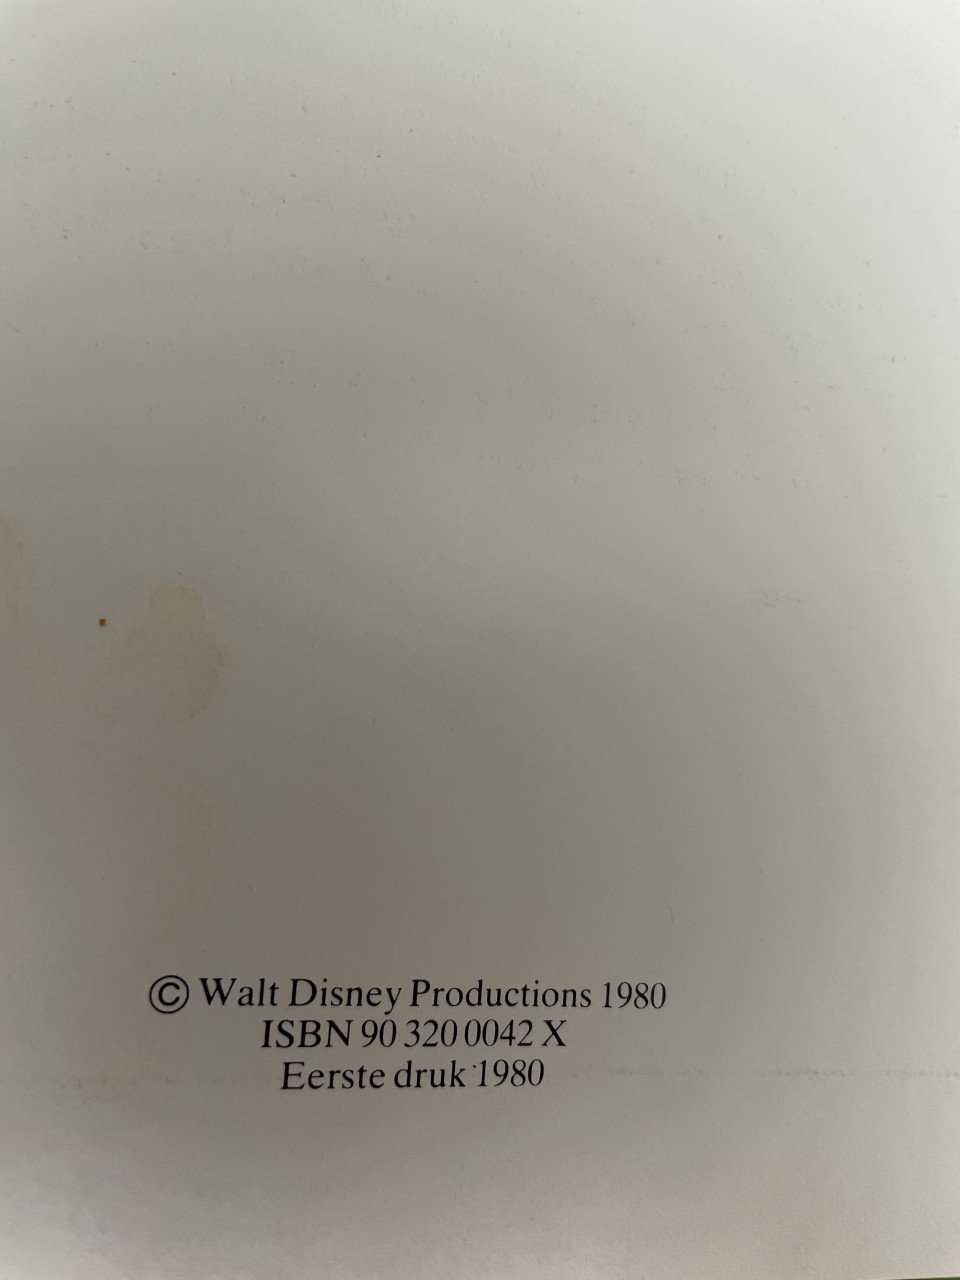 © Walt Disney Productions 1980
ISBN 90 320 0042 X
Eerste druk 1980